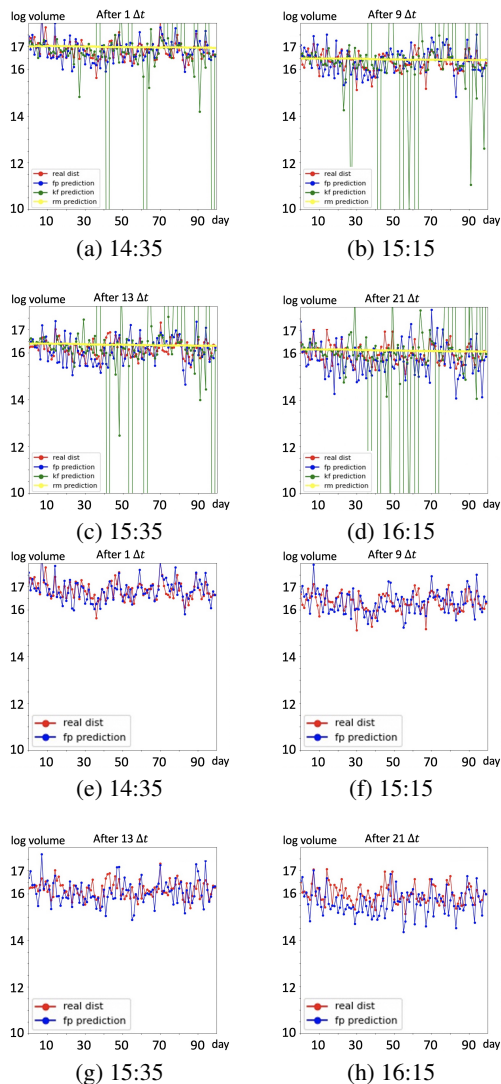 log volume After 1 Δt
17
16
14
12
10
real dist
fp prediction
kf prediction
rm prediction
10 30 50 70 90 day
(a) 14:35
log volume After 9 Δt
17
16
14
12
10
real dist
fp prediction
kf prediction
rm prediction
10 30 50 70 90 day
(b) 15:15
log volume After 13 Δt
17
16
14
12
10
real dist
fp prediction
kf prediction
rm prediction
10 30 50 70 90 day
(c) 15:35
log volume After 21 Δt
17
16
14
12
10
real dist
fp prediction
kf prediction
rm prediction
10 30 50 70 90 day
(d) 16:15
log volume After 1 Δt
17
16
14
12
10
real dist
fp prediction
10 30 50 70 90 day
(e) 14:35
log volume After 9 Δt
17
16
14
12
10
real dist
fp prediction
10 30 50 70 90 day
(f) 15:15
log volume After 13 Δt
17
16
14
12
10
real dist
fp prediction
10 30 50 70 90 day
(g) 15:35
log volume After 21 Δt
17
16
14
12
10
real dist
fp prediction
10 30 50 70 90 day
(h) 16:15